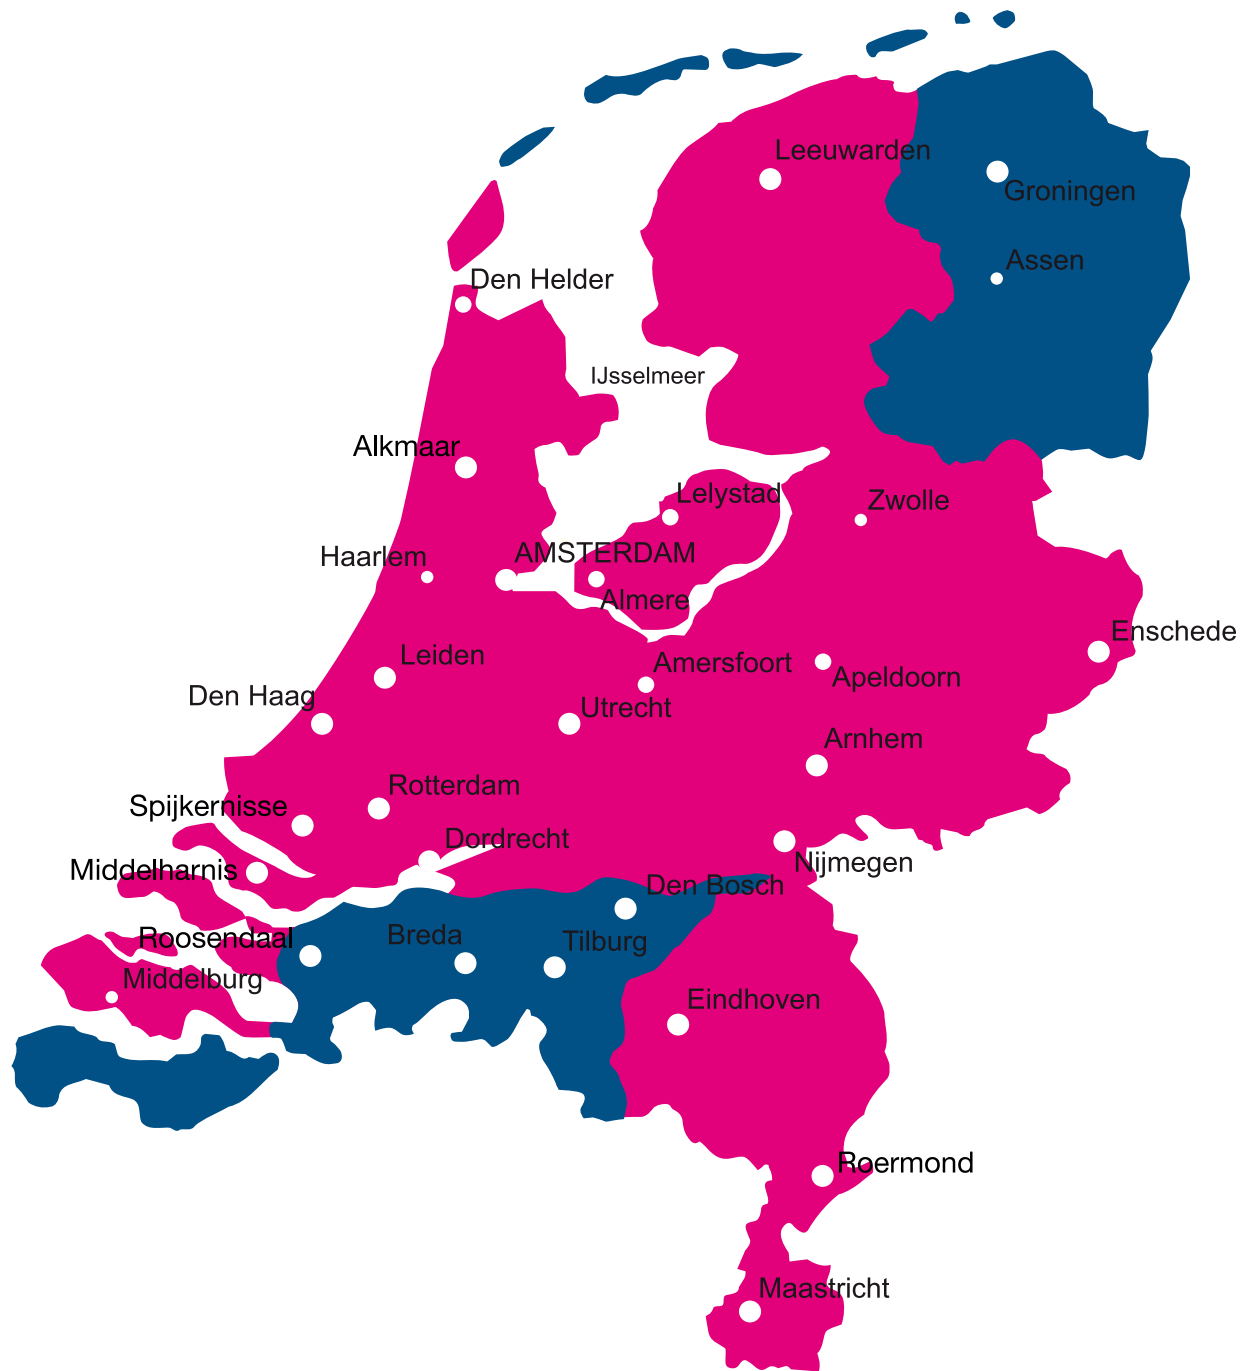 Leeuwarden
Groningen
Assen
Den Helder
IJsselmeer
Alkmaar
Lelystad
Zwolle
Haarlem
AMSTERDAM
Almere
Enschede
Leiden
Amersfoort
Apeldoorn
Den Haag
Utrecht
Arnhem
Rotterdam
Spijkernisse
Dordrecht
Nijmegen
Middelharnis
Den Bosch
Roosendaal
Breda
Tilburg
Middelburg
Eindhoven
Roermond
Maastricht